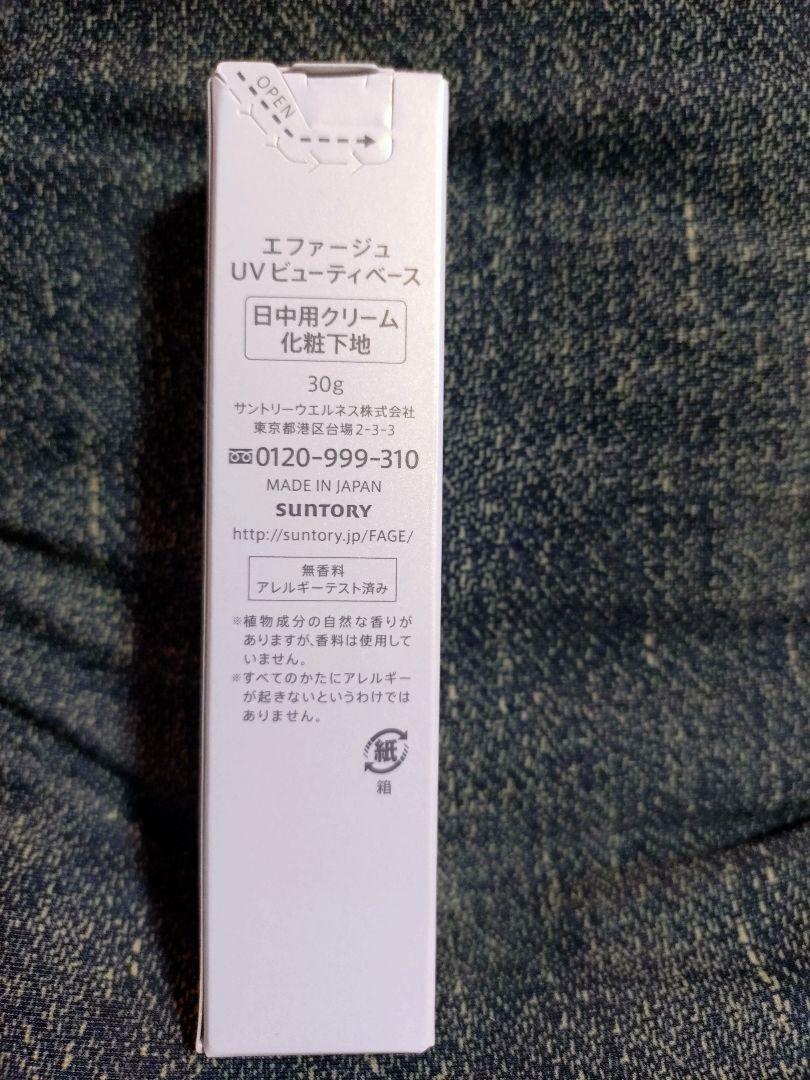 OPEN
エファージュ
UVビューティベース
日中用クリーム
化粧下地
30g
サントリーウエルネス株式会社
東京都港区台場2-3-3
0120-999-310
MADE IN JAPAN
SUNTORY
http://suntory.jp/FAGE/
無香料
アレルギーテスト済み
※植物成分の自然な香りが
ありますが、香料は使用して
いません。
※すべてのかたにアレルギー
が起きないというわけでは
ありません。
紙
箱